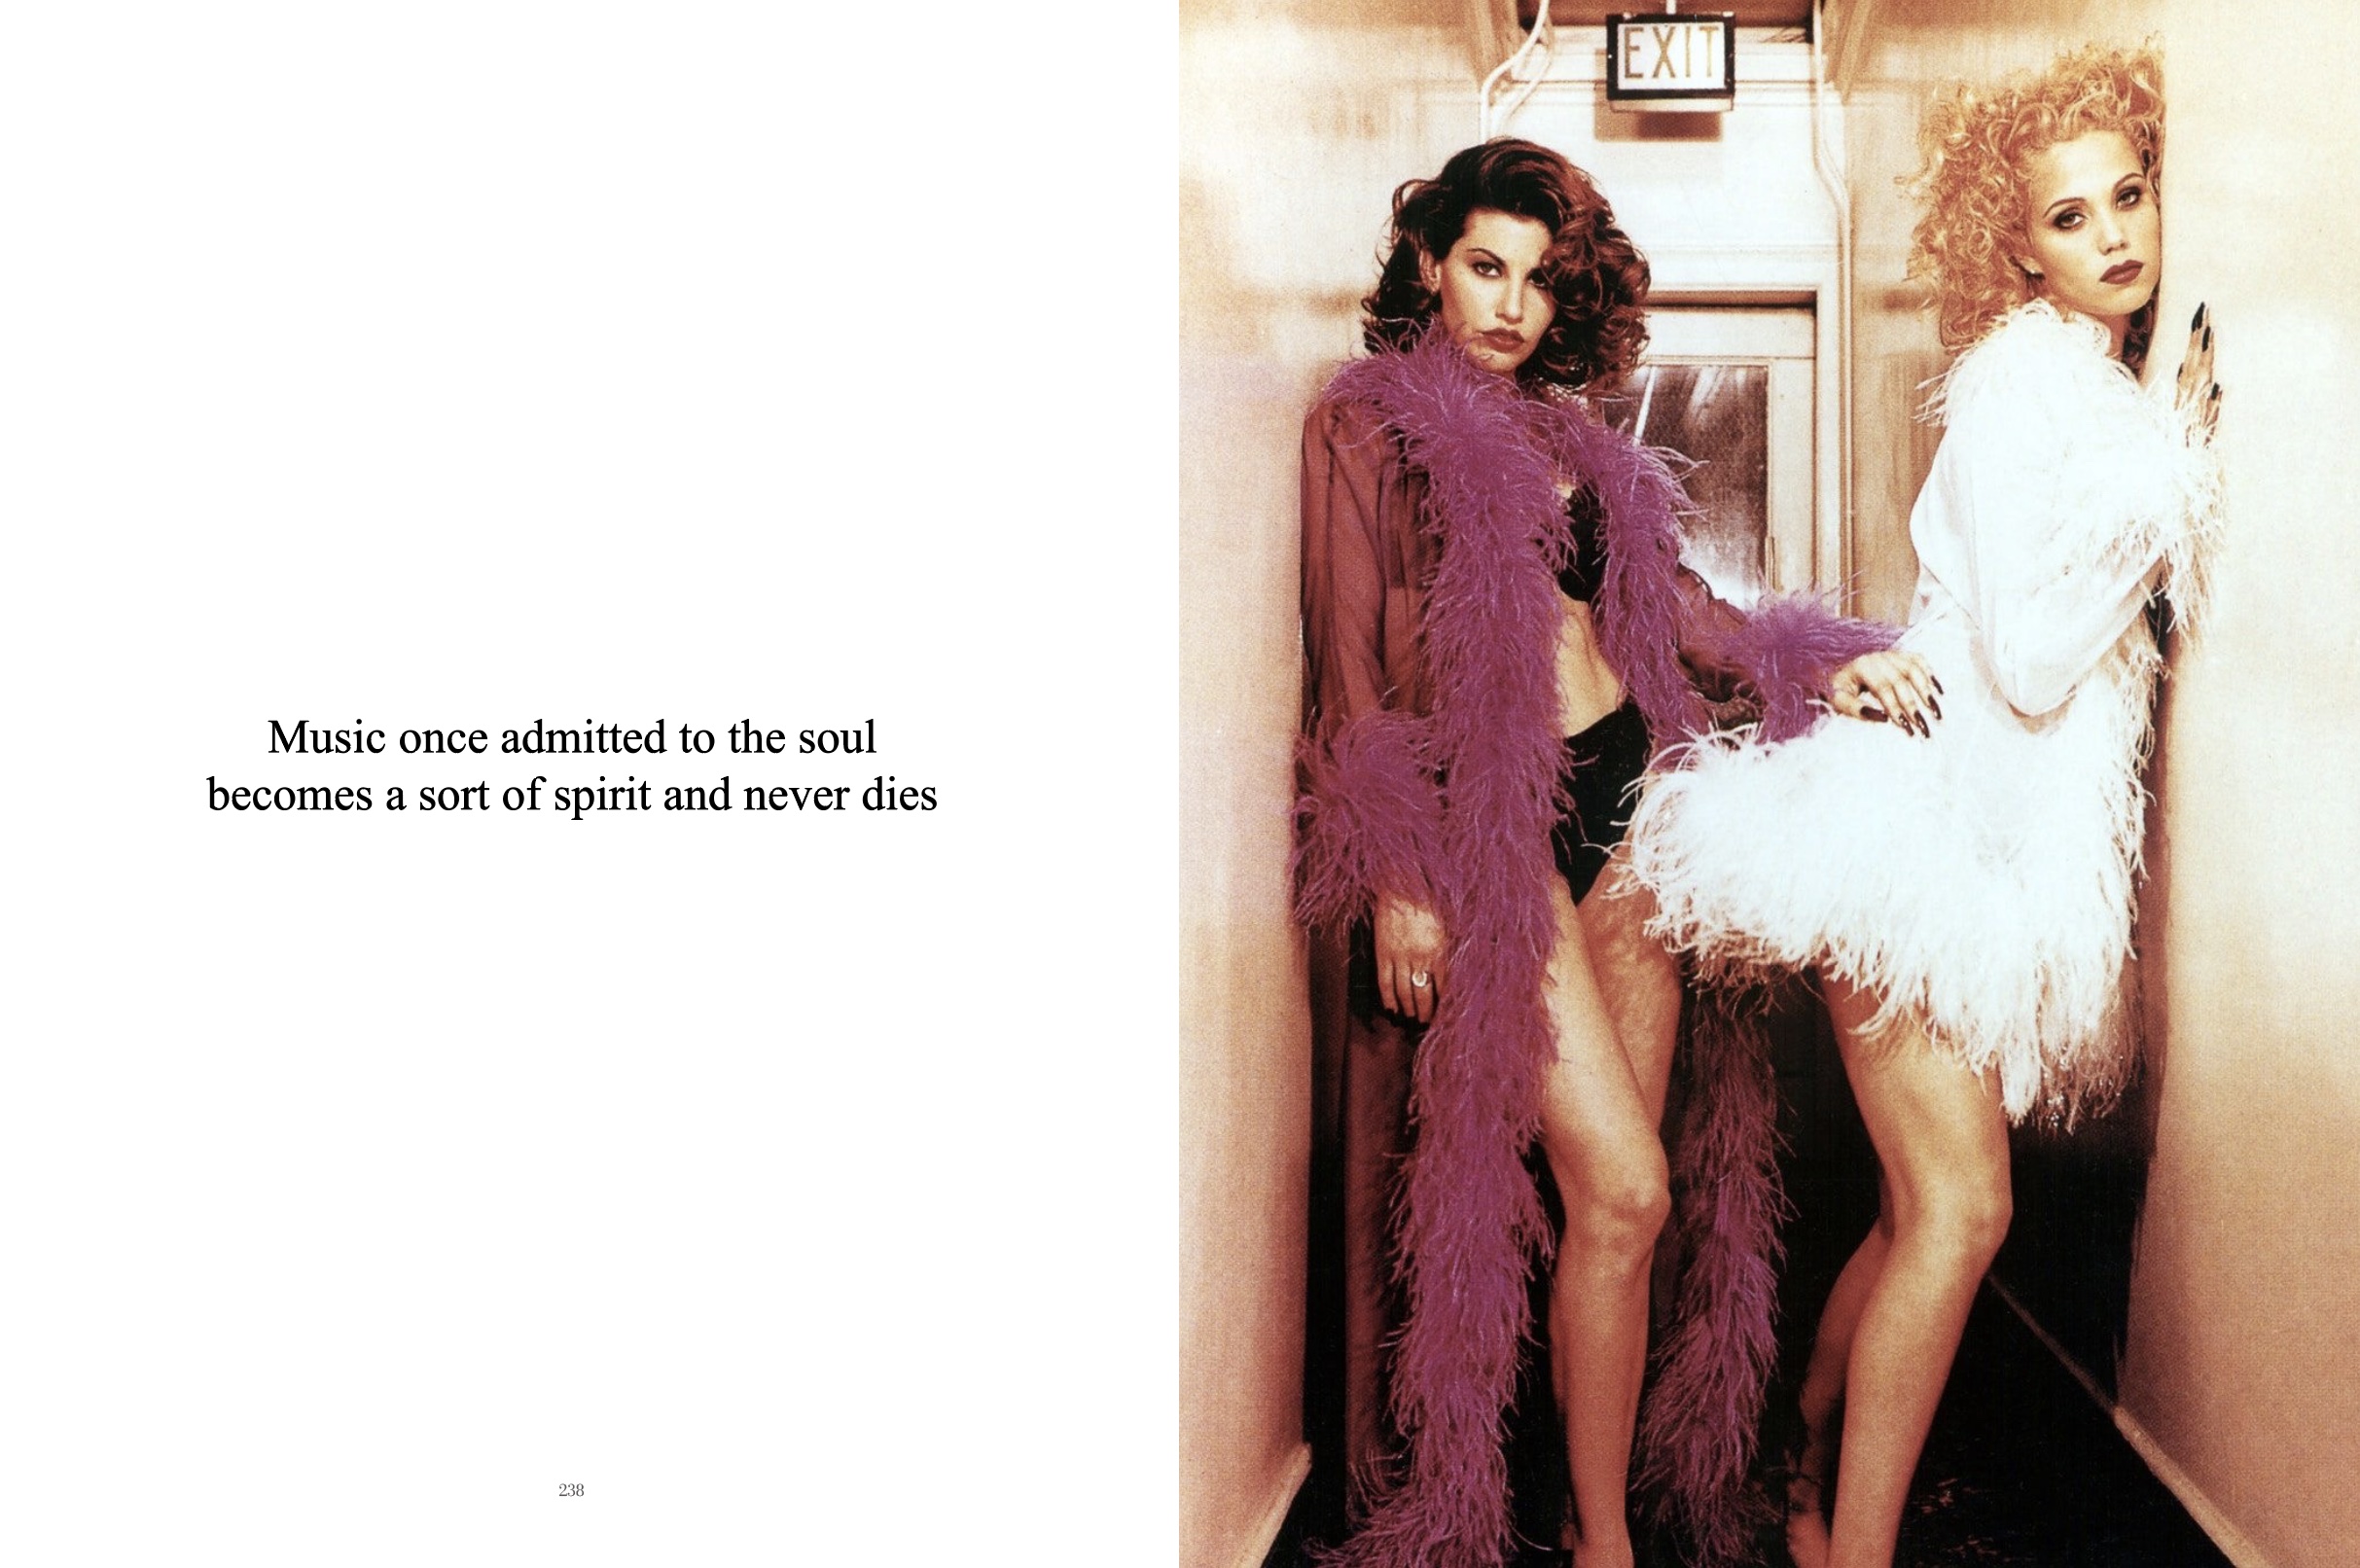 Music once admitted to the soul
becomes a sort of spirit and never dies
238
EXIT